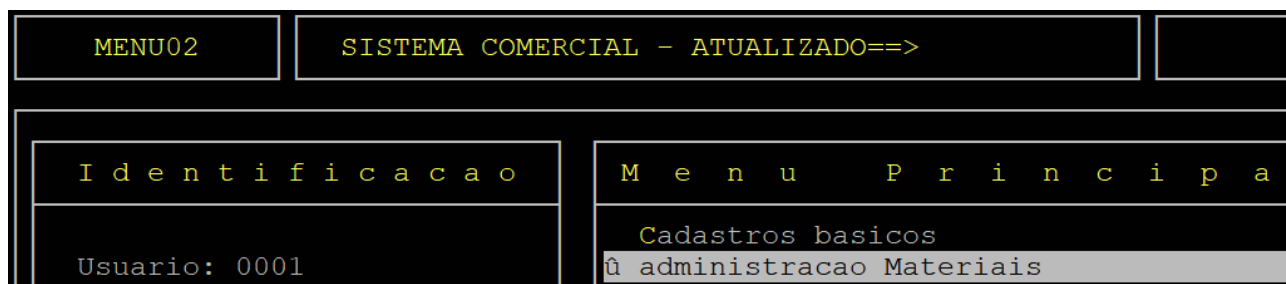 MENU02
SISTEMA COMERCIAL - ATUALIZADO==>
I d e n t i f i c a c a o
M e n u P r i n c i p a
Cadastros basicos
Usuario: 0001
û administracao Materiais